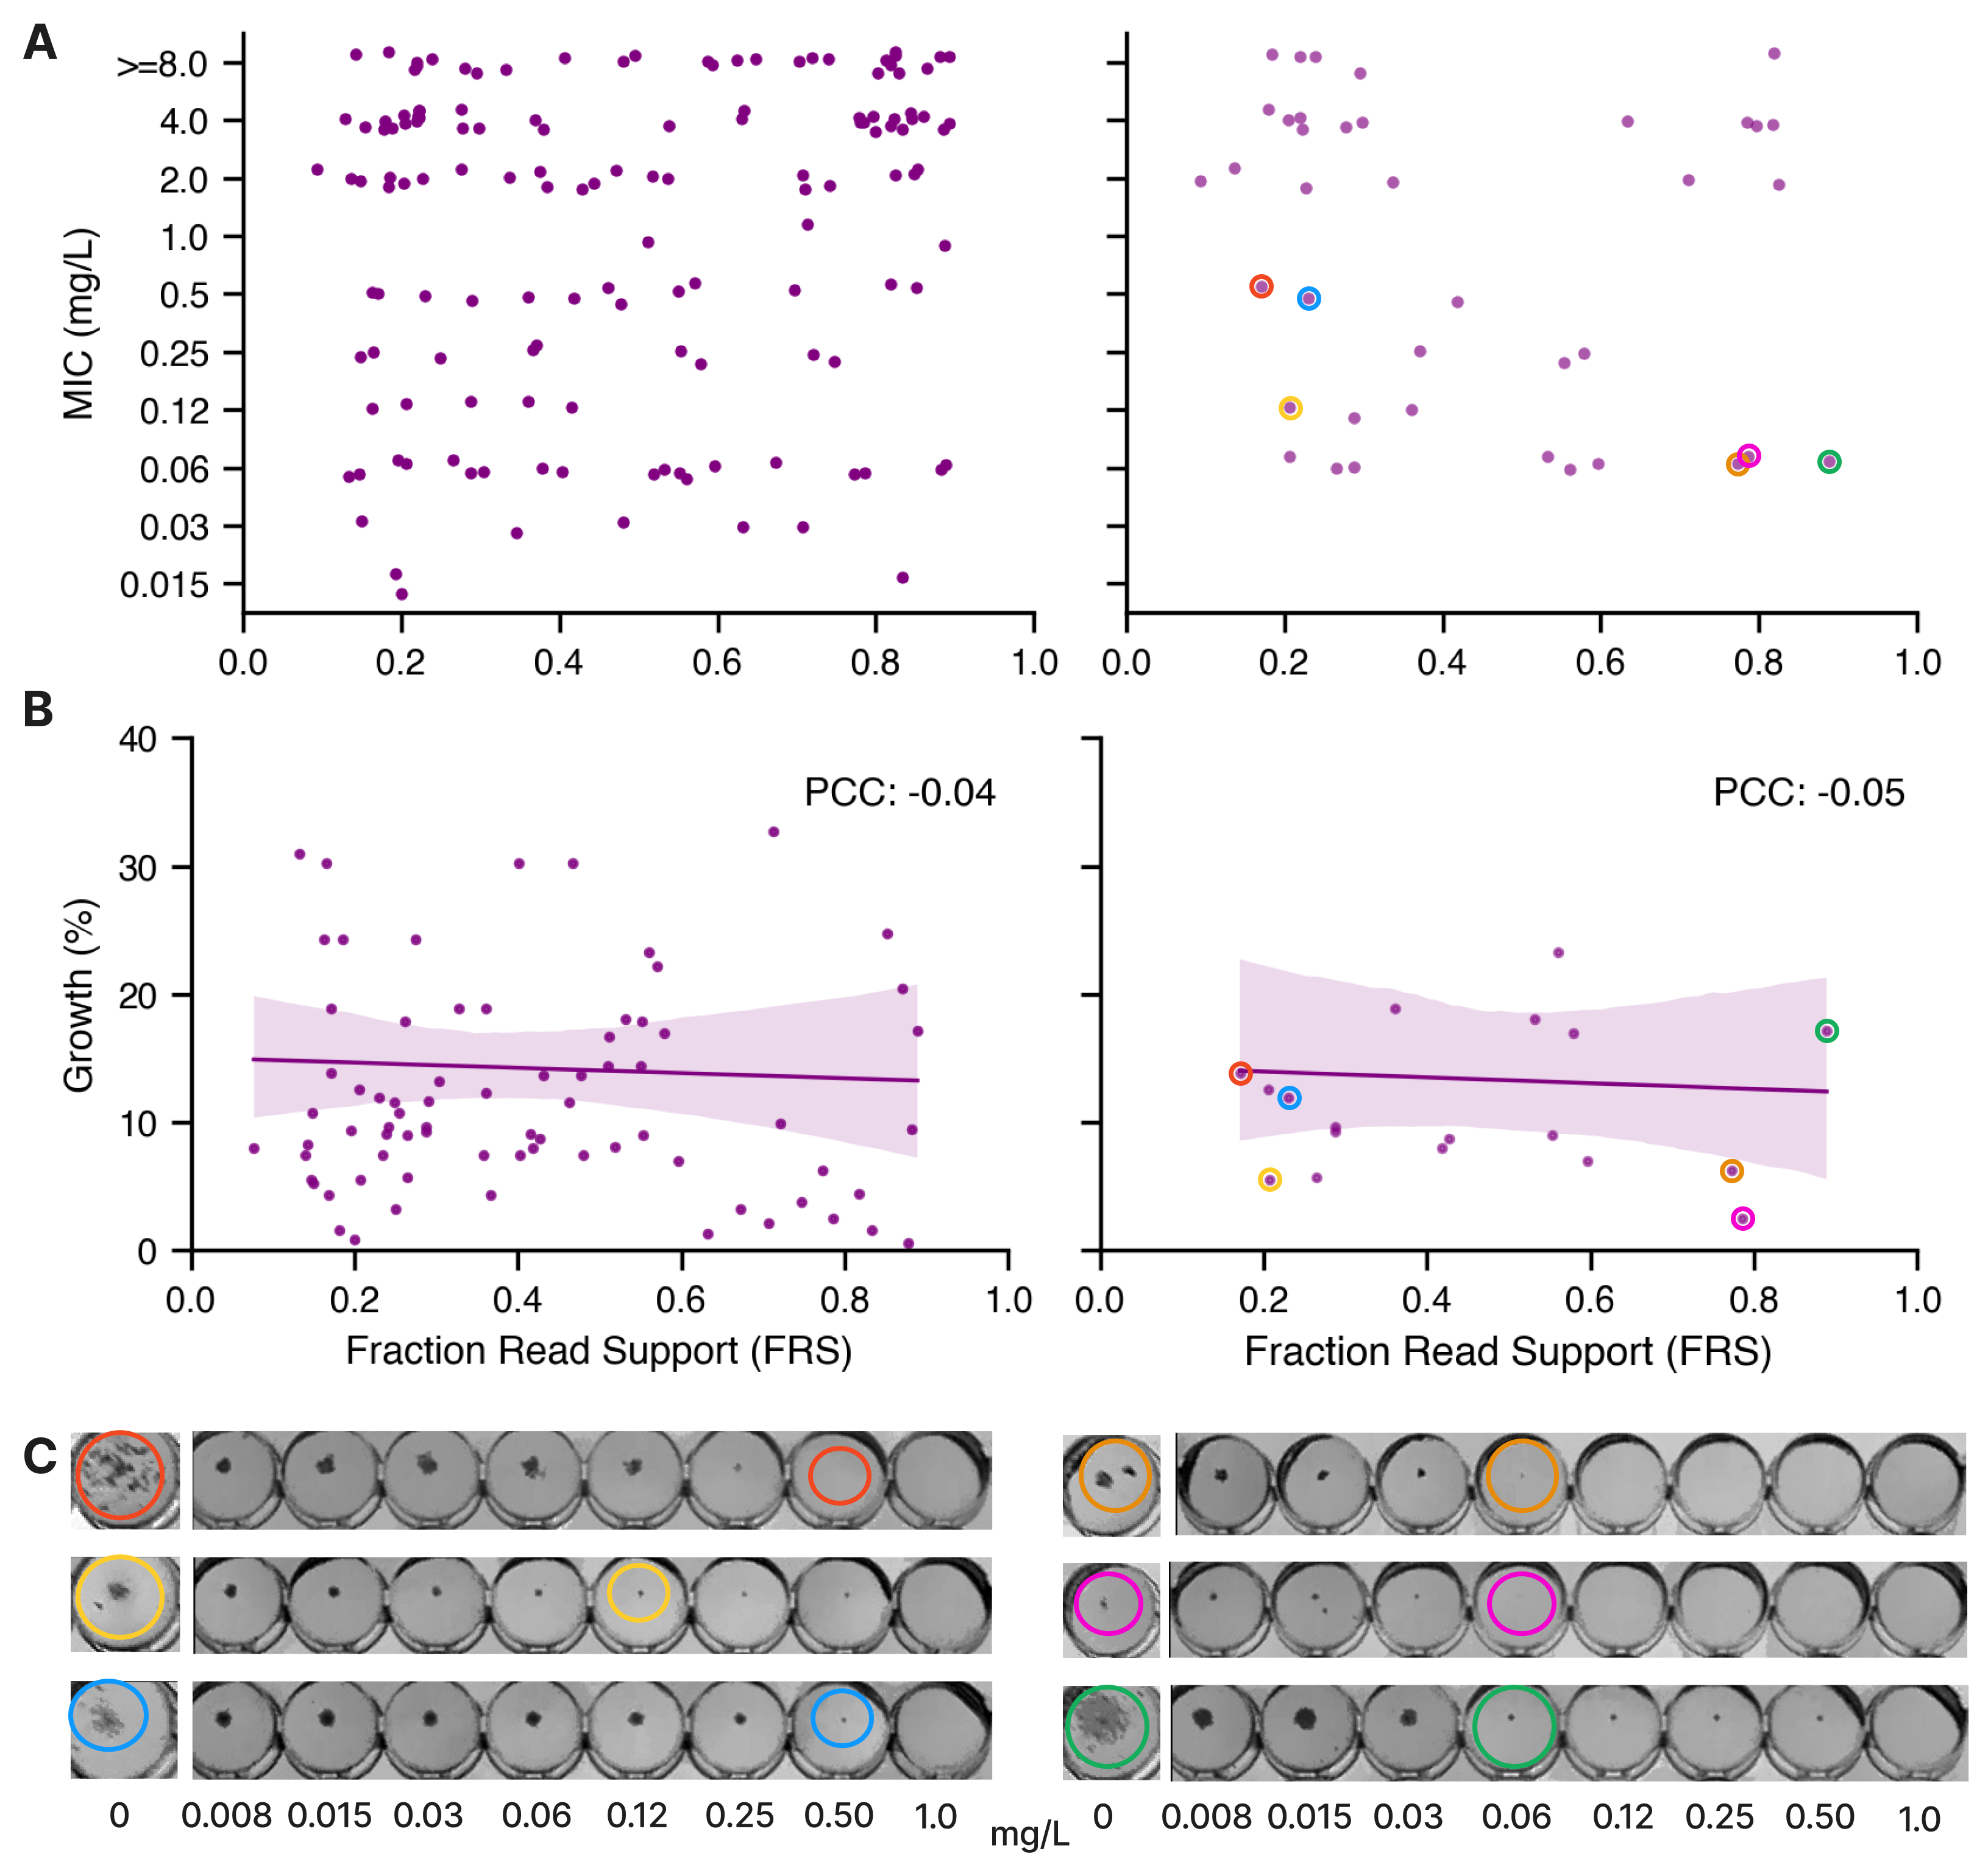 A
MIC (mg/L)
>=8.0
4.0
2.0
1.0
0.5
0.25
0.12
0.06
0.03
0.015
0.0 0.2 0.4 0.6 0.8 1.0
0.0 0.2 0.4 0.6 0.8 1.0
B
Growth (%)
40
30
20
10
0
PCC: -0.04
PCC: -0.05
0.0 0.2 0.4 0.6 0.8 1.0
0.0 0.2 0.4 0.6 0.8 1.0
Fraction Read Support (FRS)
Fraction Read Support (FRS)
C
0 0.008 0.015 0.03 0.06 0.12 0.25 0.50 1.0
mg/L
0 0.008 0.015 0.03 0.06 0.12 0.25 0.50 1.0